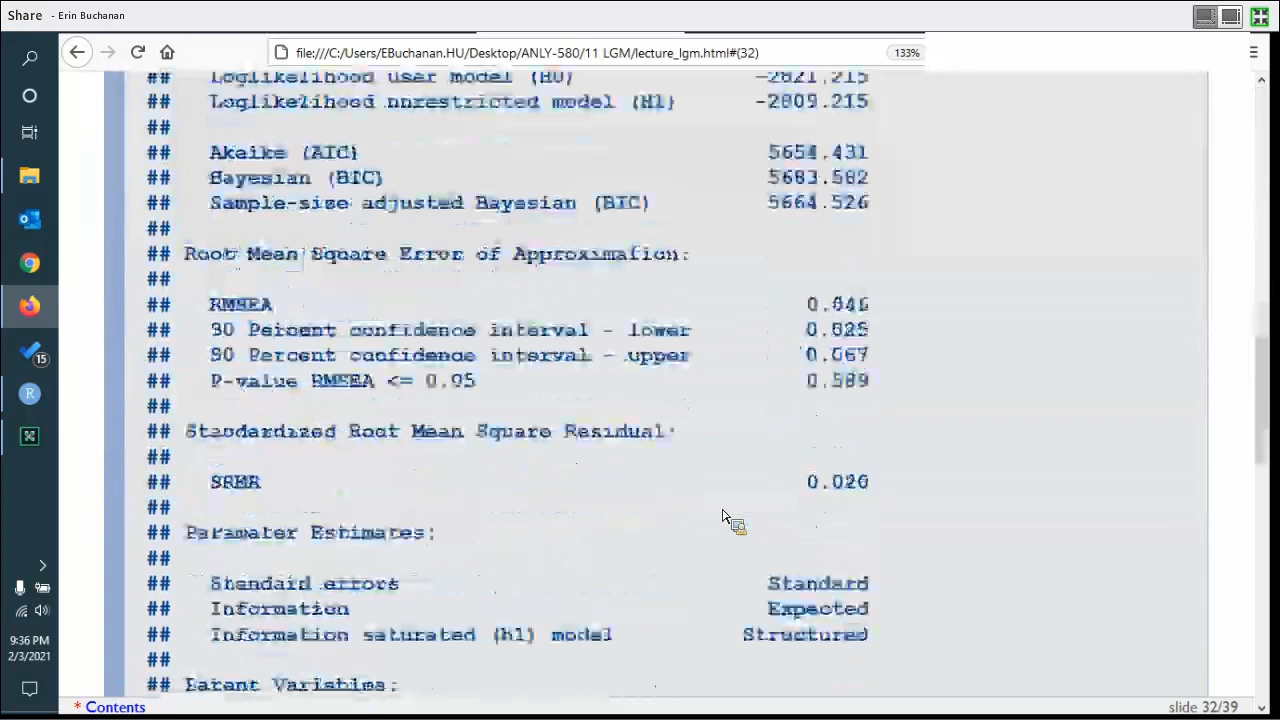 Share - Erin Buchanan
file:///C:/Users/EBuchanan.HU/Desktop/ANLY-580/11 LGM/lecture_lgm.html#(32)
133%
## Loglikelihood user model (H0) -2821.215
## Loglikelihood unrestricted model (H1) -2809.215
##
## Akaike (AIC) 5654.431
## Bayesian (BIC) 5683.582
## Sample-size adjusted Bayesian (BIC) 5664.526
##
## Root Mean Square Error of Approximation:
##
## RMSEA
## 90 Percent confidence interval - lower 0.025
## 90 Percent confidence interval - upper 0.067
## P-value RMSEA <= 0.05 0.589
##
## Standardized Root Mean Square Residual:
##
## SRMR 0.026
##
## Parameter Estimates:
##
## Standard errors Standard
## Information Expected
## Information saturated (h1) model Structured
##
## Latent Variables:
15
R
9:36 PM
2/3/2021
* Contents
slide 32/39